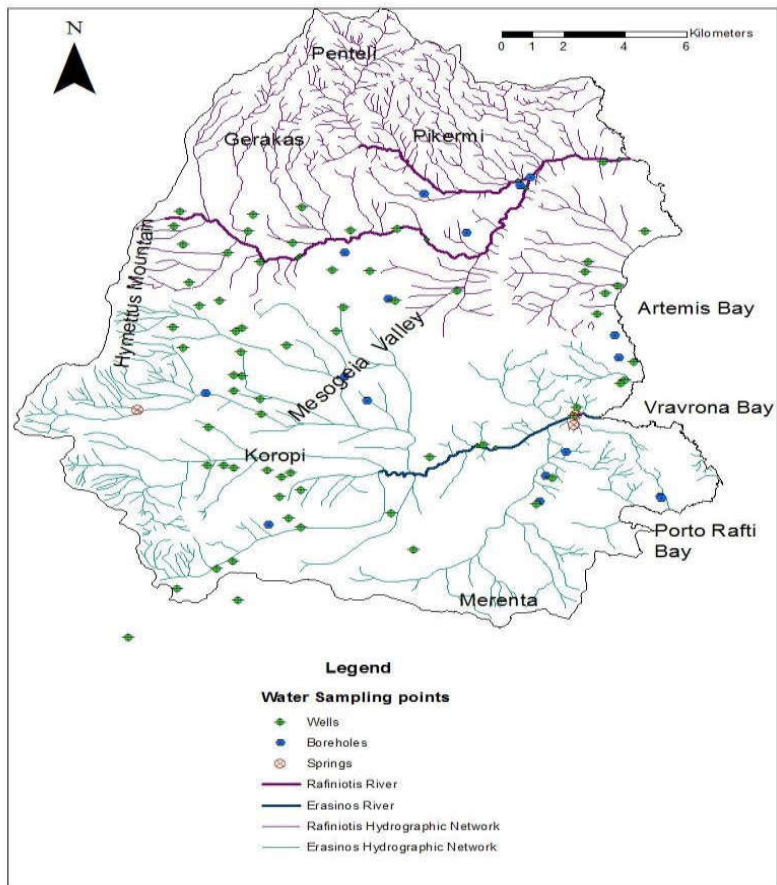 N
Kilometers
0 1 2 4 6
Penteli
Gerakas
Pikermi
Hymettus Mountain
Artemis Bay
Mesogeia Valley
Vravrona Bay
Koropi
Porto Rafti
Bay
Merenta
Legend
Water Sampling points
Wells
Boreholes
Springs
Rafiniotis River
Erasinos River
Rafiniotis Hydrographic Network
Erasinos Hydrographic Network